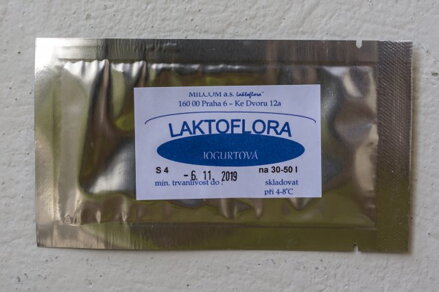 MILCOM a.s. Laktoflora®
160 00 Praha 6 – Ke Dvoru 12a
LAKTOFLORA
JOGURTOVÁ
S 4 - 6. 11. 2019 na 30-50 l
min. trvanlivost do : skladovat
při 4-8°C